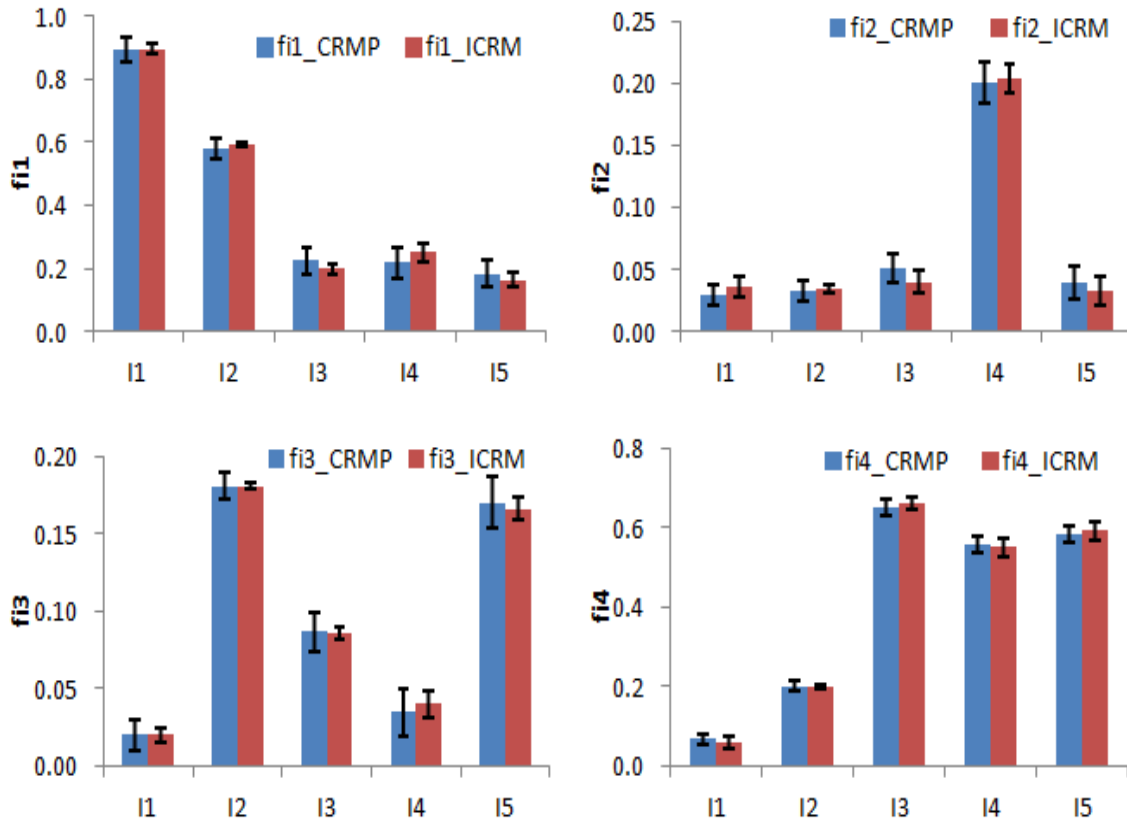 fi1_CRMP fi1_ICRM
fi1
1.0
0.8
0.6
0.4
0.2
0.0
I1 I2 I3 I4 I5
fi2_CRMP fi2_ICRM
fi2
0.25
0.20
0.15
0.10
0.05
0.00
I1 I2 I3 I4 I5
fi3_CRMP fi3_ICRM
fi3
0.20
0.15
0.10
0.05
0.00
I1 I2 I3 I4 I5
fi4_CRMP fi4_ICRM
fi4
0.8
0.6
0.4
0.2
0.0
I1 I2 I3 I4 I5